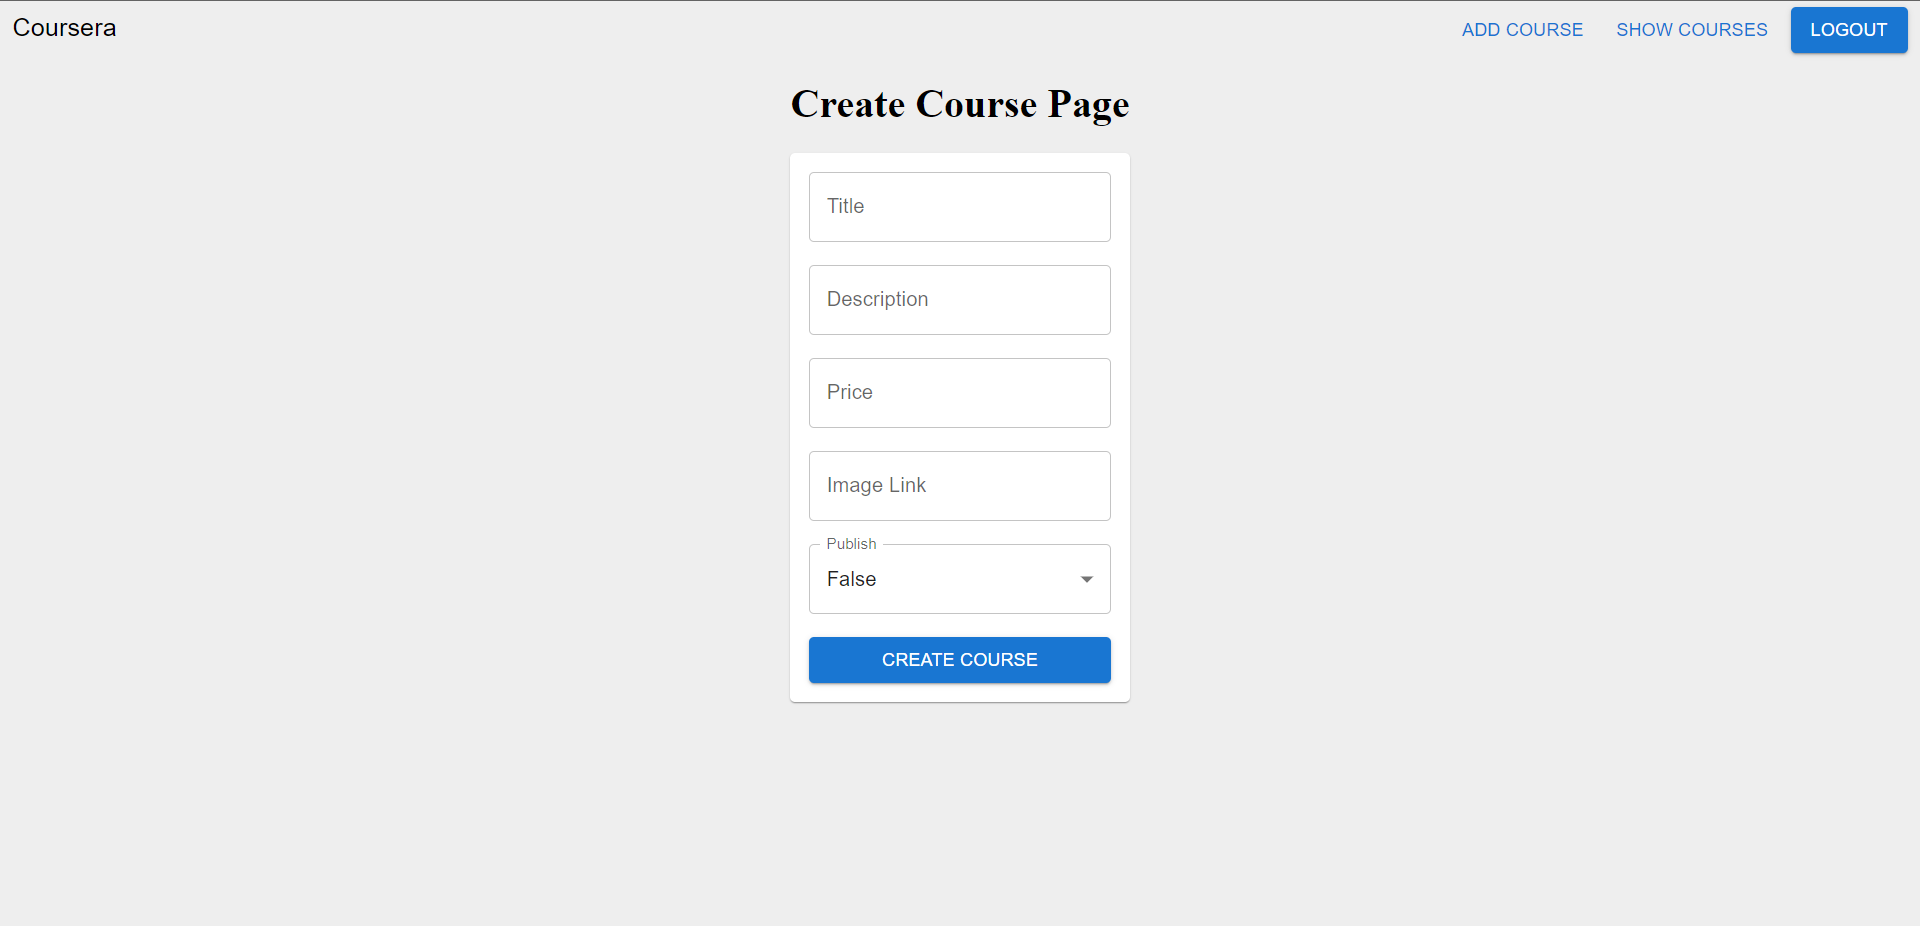 Coursera
ADD COURSE
SHOW COURSES
LOGOUT
Create Course Page
Title
Description
Price
Image Link
Publish
False
CREATE COURSE